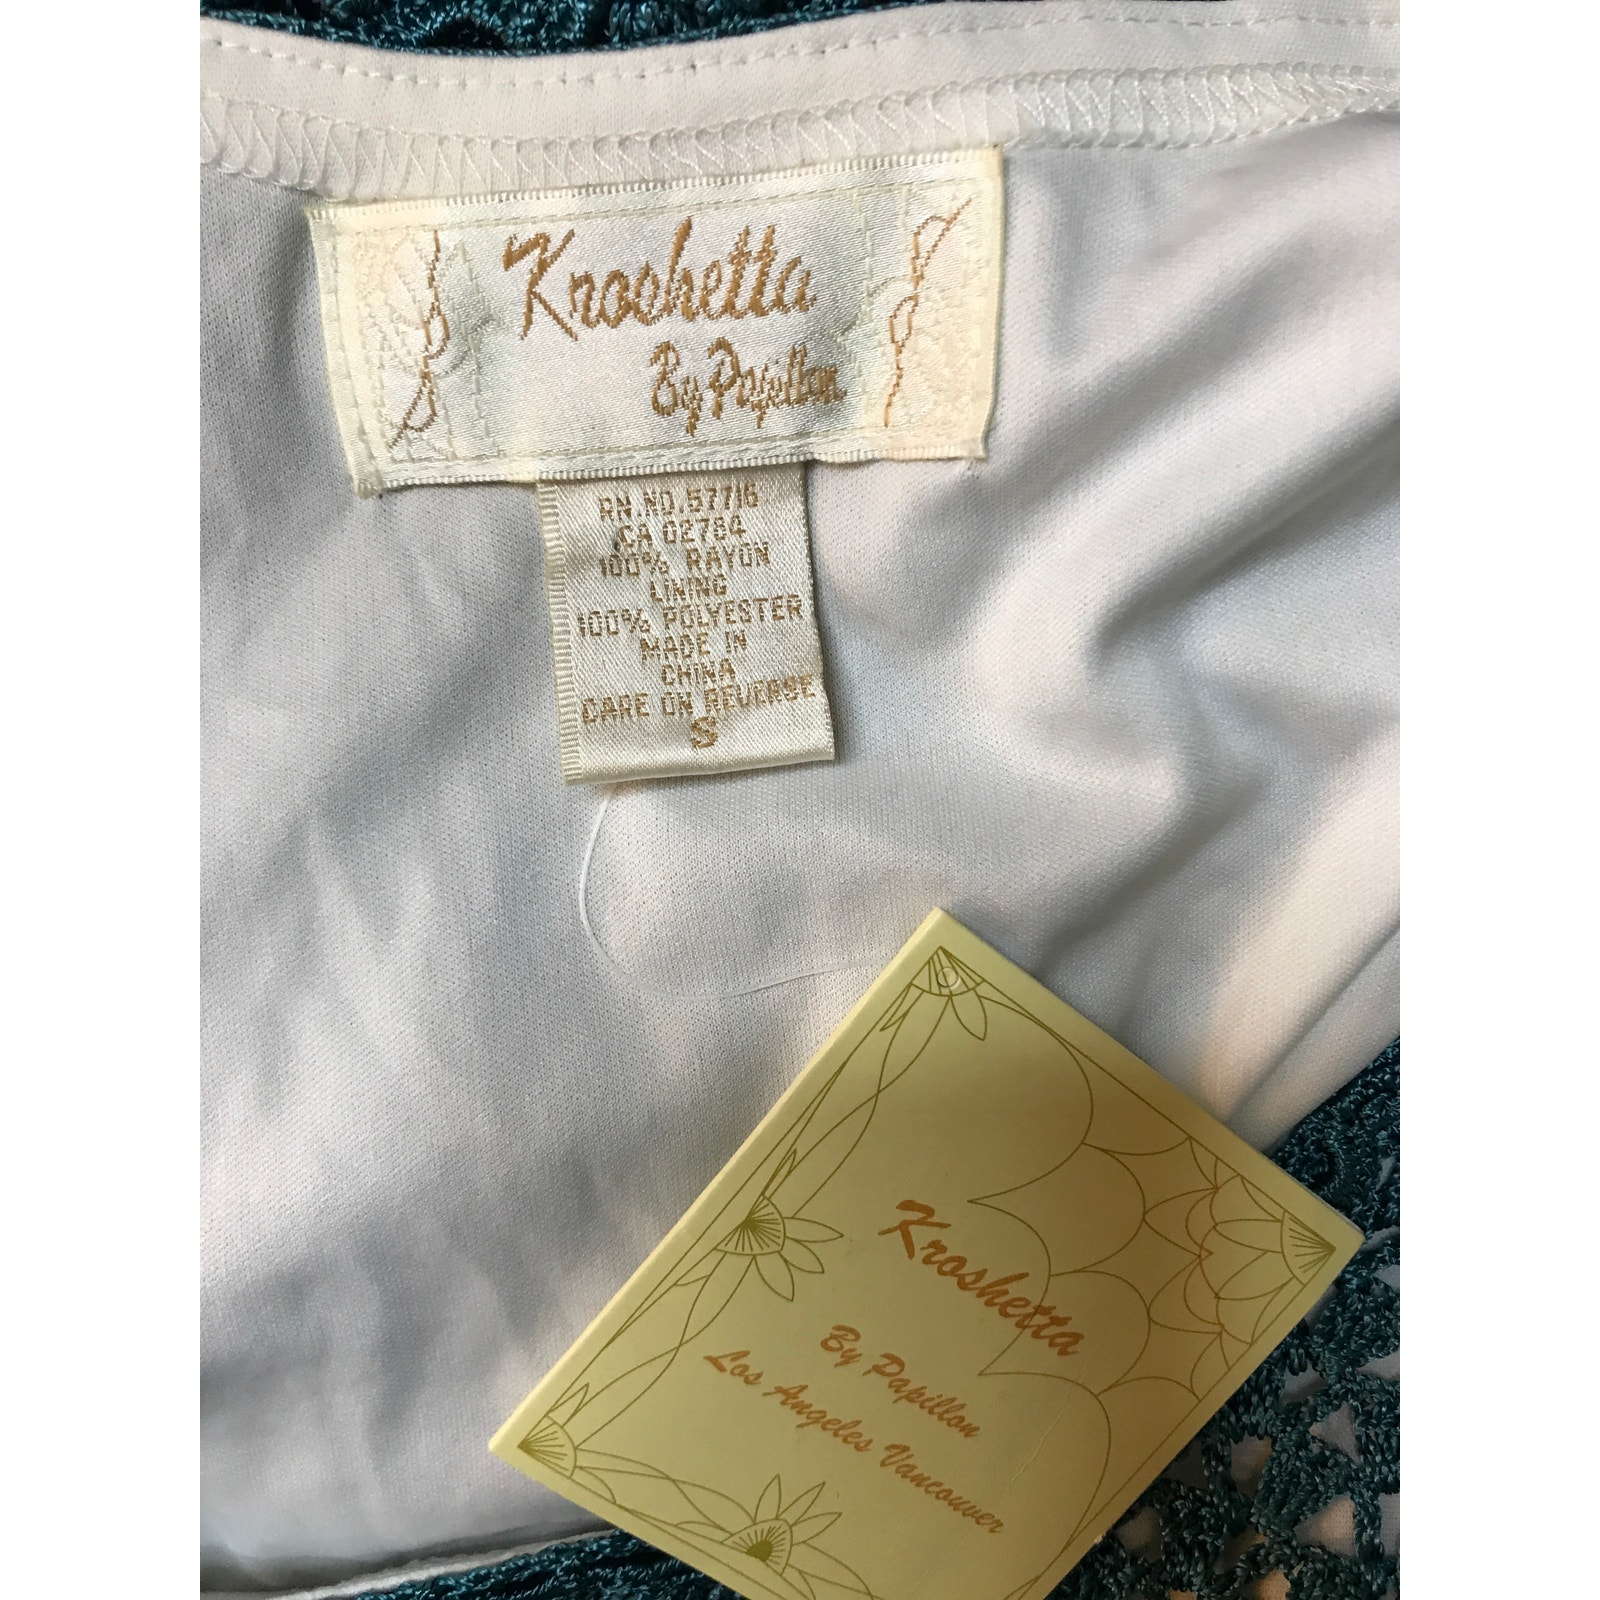 Kroshetta
By Papillon
RN.NO.57716
CA 02784
100% RAYON
LINING
100% POLYESTER
MADE IN
CHINA
CARE ON REVERSE
S
Kroshetta
By Papillon
Los Angeles Vancouver